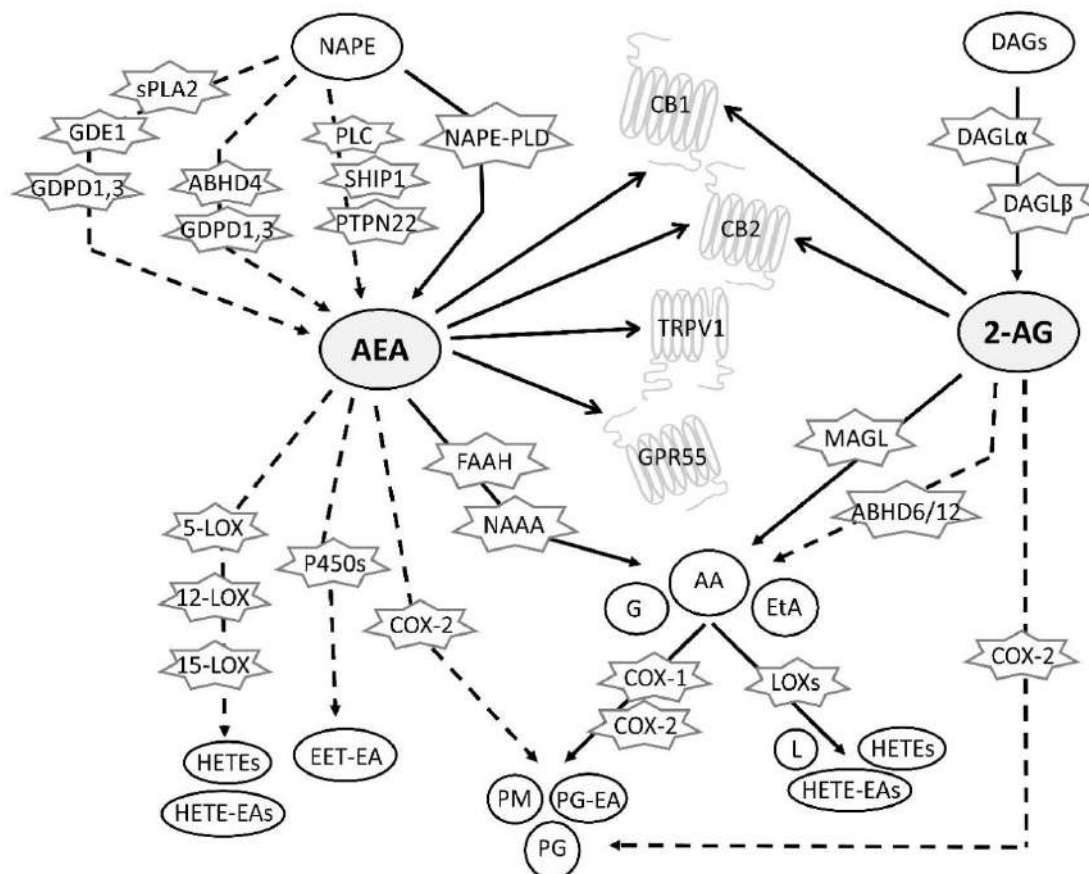 NAPE
DAGs
sPLA2
CB1
GDE1
PLC
NAPE-PLD
DAGLα
GDPD1,3
ABHD4
SHIP1
DAGLβ
GDPD1,3
PTPN22
CB2
AEA
TRPV1
2-AG
FAAH
GPR55
MAGL
5-LOX
NAAA
ABHD6/12
P450s
12-LOX
AA
G
EtA
COX-2
15-LOX
COX-1
LOXs
COX-2
COX-2
HETEs
EET-EA
L
HETEs
HETE-EAs
PM
PG-EA
HETE-EAs
PG